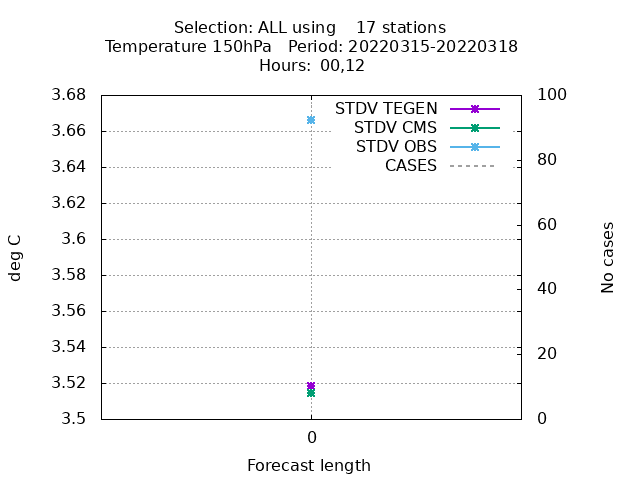 Selection: ALL using    17 stations
Temperature 150hPa   Period: 20220315-20220318
Hours:  00,12
3.68
3.66
3.64
3.62
3.6
3.58
3.56
3.54
3.52
3.5
deg C
STDV TEGEN
STDV CMS
STDV OBS
CASES
100
80
60
40
20
0
No cases
0
Forecast length